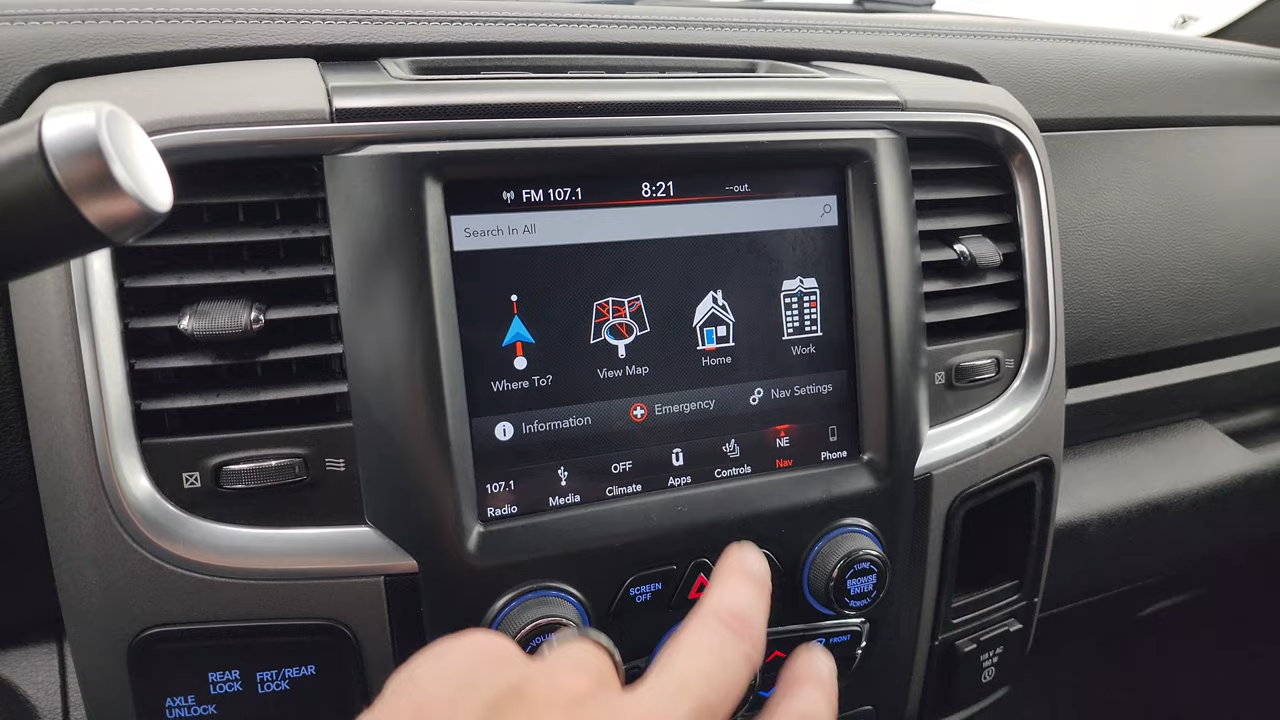 FM 107.1
8:21
--out.
Search In All
Where To?
View Map
Home
Work
Information
Emergency
Nav Settings
107.1
Radio
Media
OFF
Climate
Apps
Controls
NE
Nav
Phone
SCREEN
OFF
TUNE
BROWSE
ENTER
SCROLL
FRONT
REAR
LOCK
FRT/REAR
LOCK
AXLE
UNLOCK
115 V AC
150 W